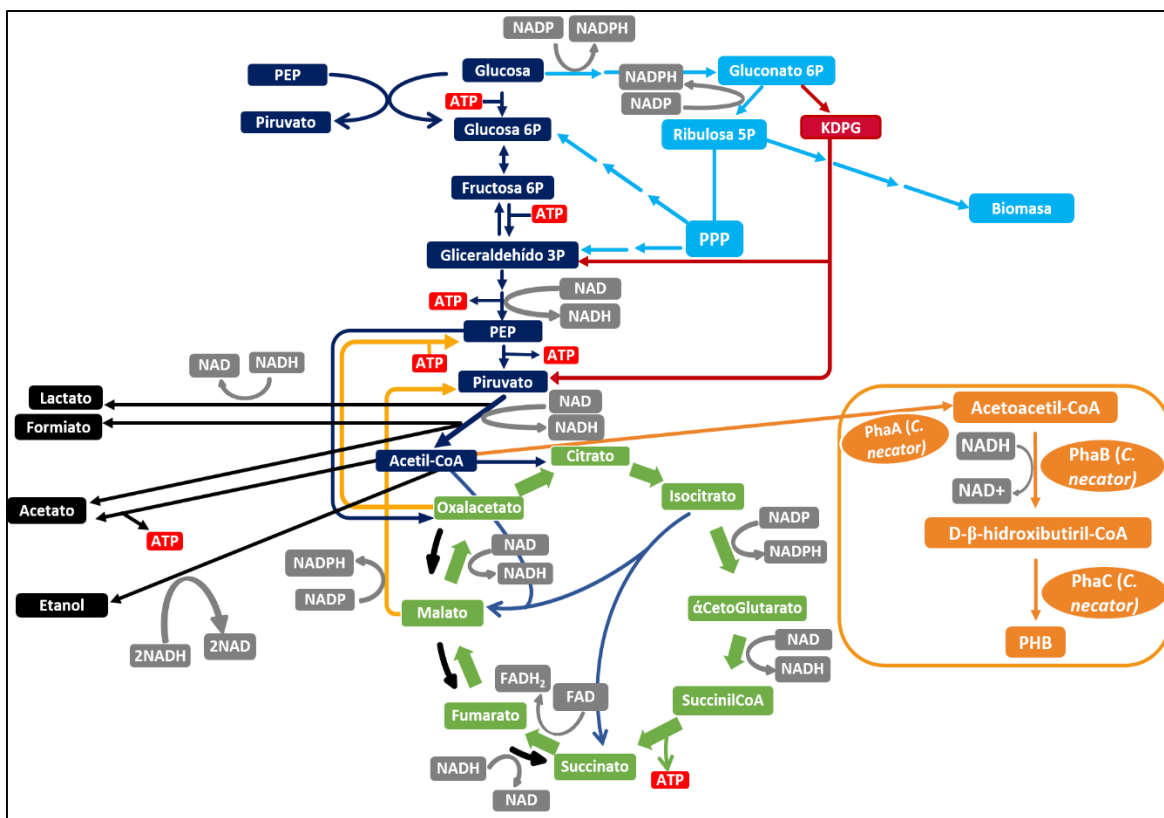 NADP
NADPH
PEP
Glucosa
NADPH
Gluconato 6P
ATP
NADP
Piruvato
Glucosa 6P
Ribulosa 5P
KDPG
Fructosa 6P
ATP
Biomasa
PPP
Gliceraldehído 3P
NAD
ATP
NADH
PEP
NAD
NADH
ATP
ATP
Piruvato
Lactato
NAD
Formiato
NADH
Acetil-CoA
Citrato
Acetoacetil-CoA
PhaA (C.
necator)
NADH
PhaB (C.
necator)
NAD+
Acetato
Oxalacetato
Isocitrato
ATP
NAD
NADH
NADP
NADPH
D-β-hidroxibutiril-CoA
NADPH
NADP
Etanol
Malato
άCetoGlutarato
PhaC (C.
necator)
2NADH
2NAD
NAD
NADH
PHB
FADH2
FAD
Fumarato
SuccinilCoA
NADH
NAD
Succinato
ATP